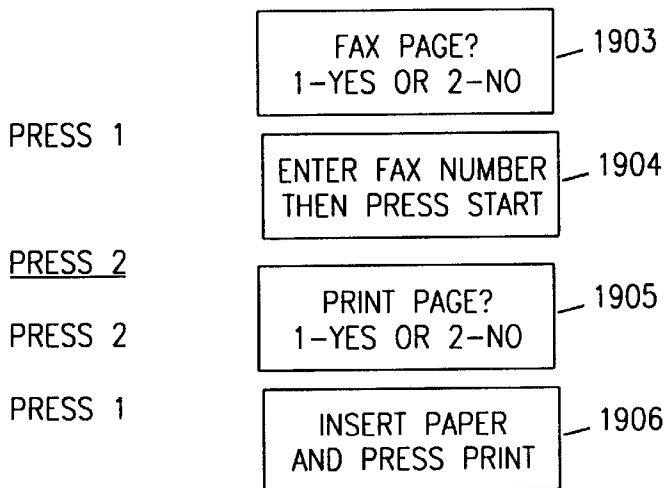 FAX PAGE?
1-YES OR 2-NO
1903
PRESS 1
ENTER FAX NUMBER
THEN PRESS START
1904
PRESS 2
PRINT PAGE?
1-YES OR 2-NO
1905
PRESS 2
PRESS 1
INSERT PAPER
AND PRESS PRINT
1906